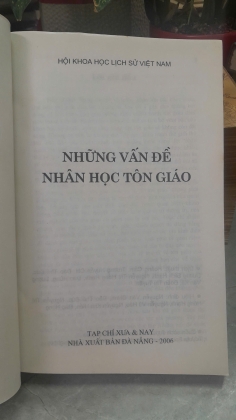 HỘI KHOA HỌC LỊCH SỬ VIỆT NAM
NHỮNG VẤN ĐỀ
NHÂN HỌC TÔN GIÁO
TẠP CHÍ XƯA & NAY
NHÀ XUẤT BẢN ĐÀ NẴNG - 2006